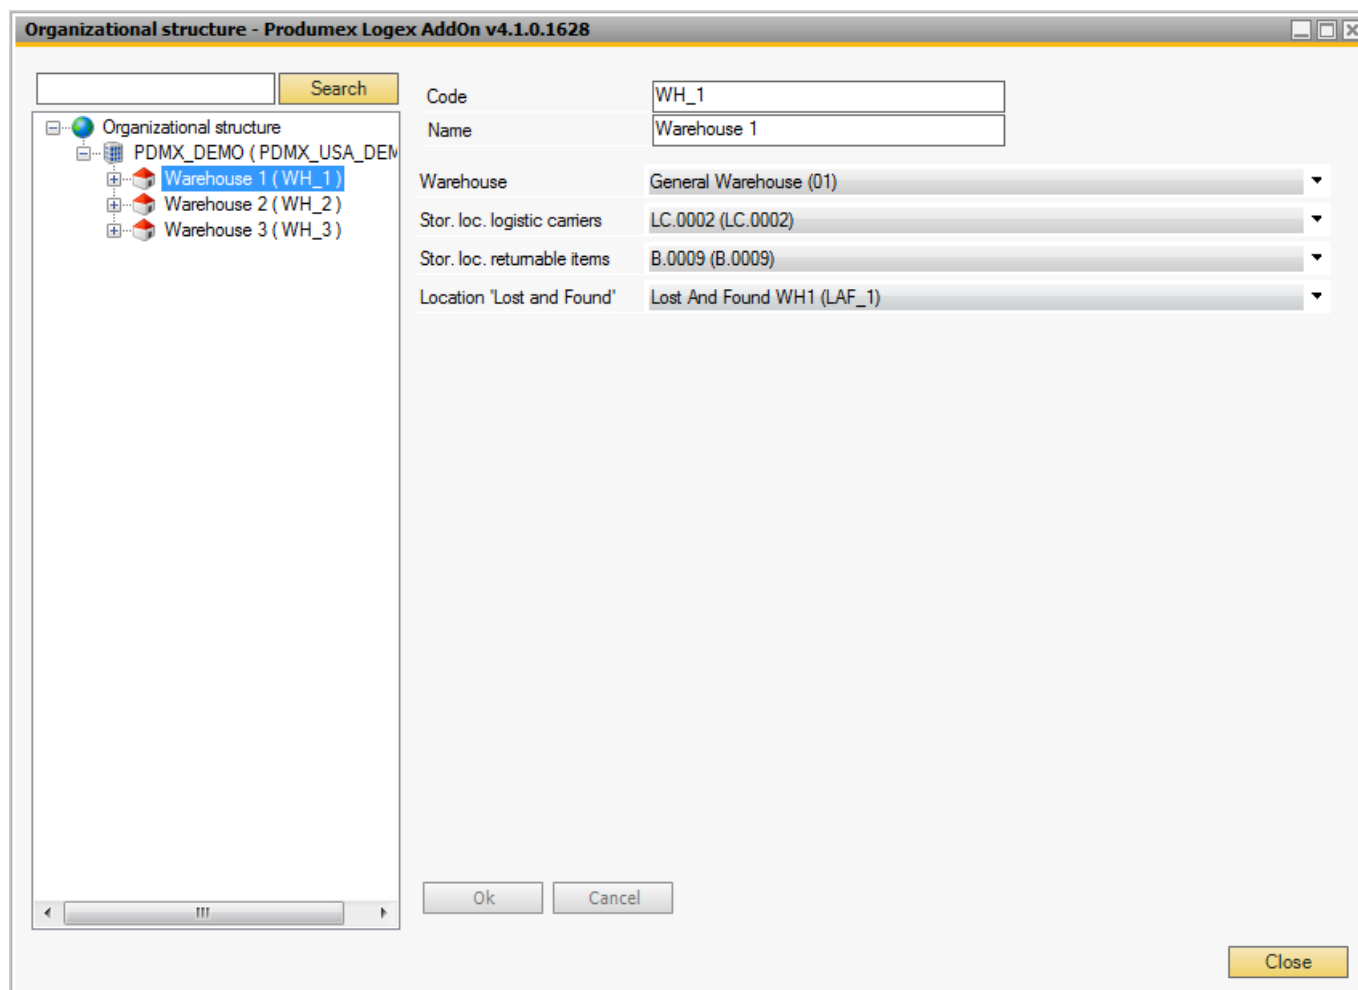 Organizational structure - Produmex Logex AddOn v4.1.0.1628
Search
Organizational structure
PDMX_DEMO ( PDMX_USA_DEM
Warehouse 1 ( WH_1 )
Warehouse 2 ( WH_2 )
Warehouse 3 ( WH_3 )
Code WH_1
Name Warehouse 1
Warehouse General Warehouse (01)
Stor. loc. logistic carriers LC.0002 (LC.0002)
Stor. loc. returnable items B.0009 (B.0009)
Location 'Lost and Found' Lost And Found WH1 (LAF_1)
Ok Cancel
Close